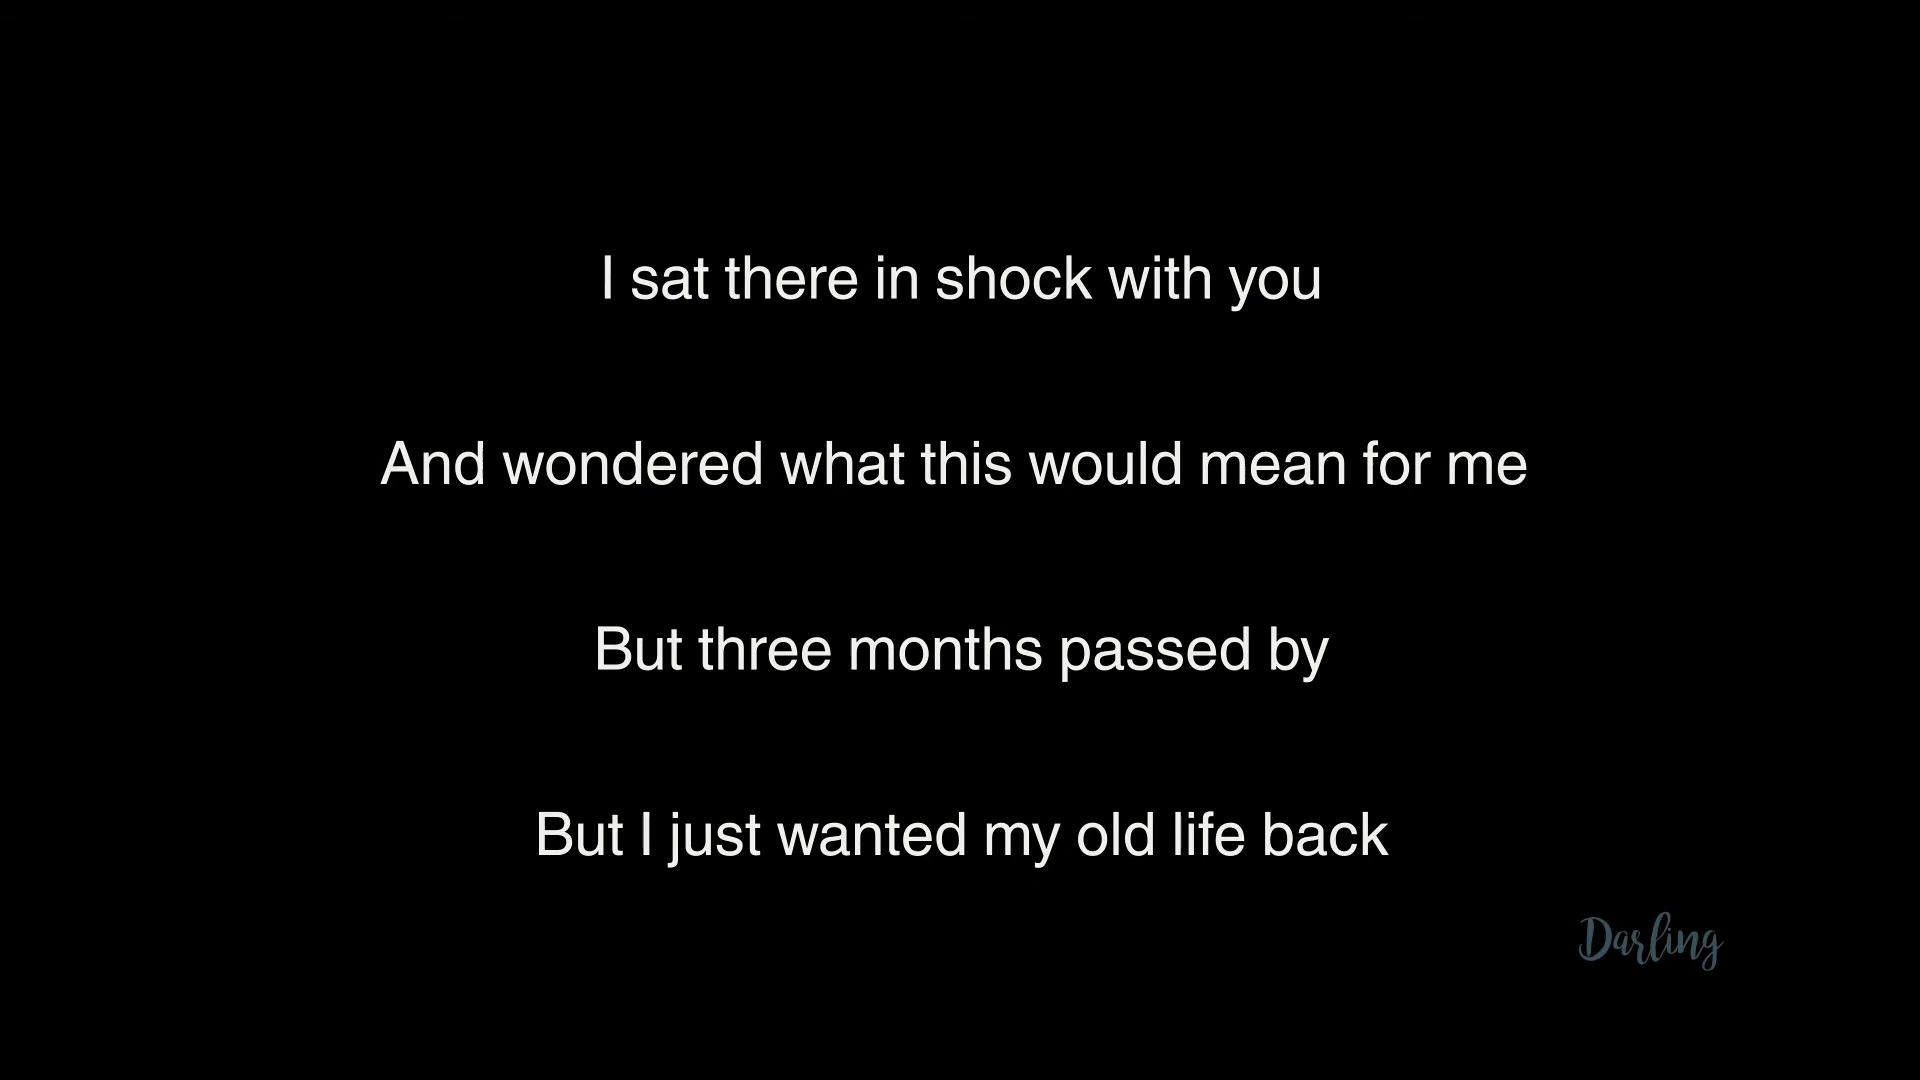 I sat there in shock with you
And wondered what this would mean for me
But three months passed by
But I just wanted my old life back
Darling